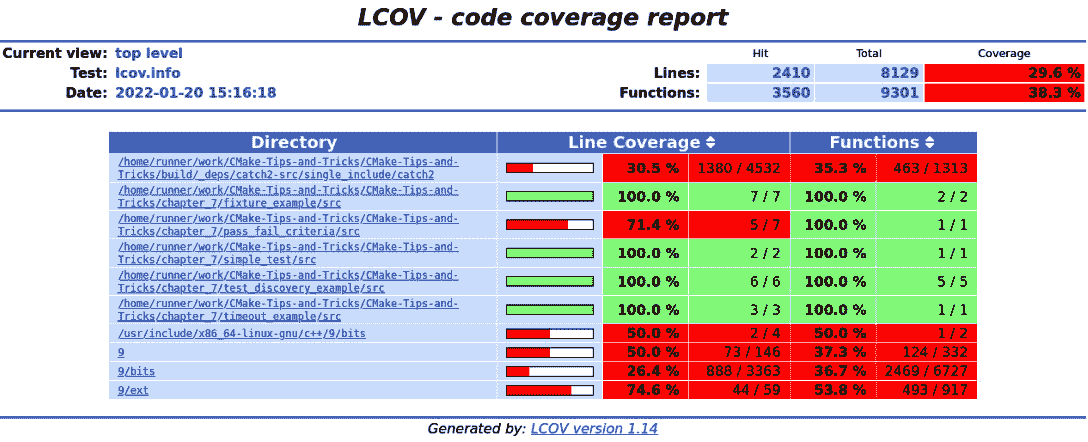 LCOV - code coverage report
Current view: top level
Hit Total Coverage
Test: lcov.info
Lines: 2410 8129 29.6 %
Date: 2022-01-20 15:16:18
Functions: 3560 9301 38.3 %
Directory Line Coverage Functions
/home/runner/work/CMake-Tips-and-Tricks/CMake-Tips-and-
Tricks/build/_deps/catch2-src/single_include/catch2
30.5 % 1380 / 4532 35.3 % 463 / 1313
/home/runner/work/CMake-Tips-and-Tricks/CMake-Tips-and-
Tricks/chapter_7/fixture_example/src
100.0 % 7 / 7 100.0 % 2 / 2
/home/runner/work/CMake-Tips-and-Tricks/CMake-Tips-and-
Tricks/chapter_7/pass_fail_criteria/src
71.4 % 5 / 7 100.0 % 1 / 1
/home/runner/work/CMake-Tips-and-Tricks/CMake-Tips-and-
Tricks/chapter_7/simple_test/src
100.0 % 2 / 2 100.0 % 1 / 1
/home/runner/work/CMake-Tips-and-Tricks/CMake-Tips-and-
Tricks/chapter_7/test_discovery_example/src
100.0 % 6 / 6 100.0 % 5 / 5
/home/runner/work/CMake-Tips-and-Tricks/CMake-Tips-and-
Tricks/chapter_7/timeout_example/src
100.0 % 3 / 3 100.0 % 1 / 1
/usr/include/x86_64-linux-gnu/c++/9/bits 50.0 % 2 / 4 50.0 % 1 / 2
9 50.0 % 73 / 146 37.3 % 124 / 332
9/bits 26.4 % 888 / 3363 36.7 % 2469 / 6727
9/ext 74.6 % 44 / 59 53.8 % 493 / 917
Generated by: LCOV version 1.14